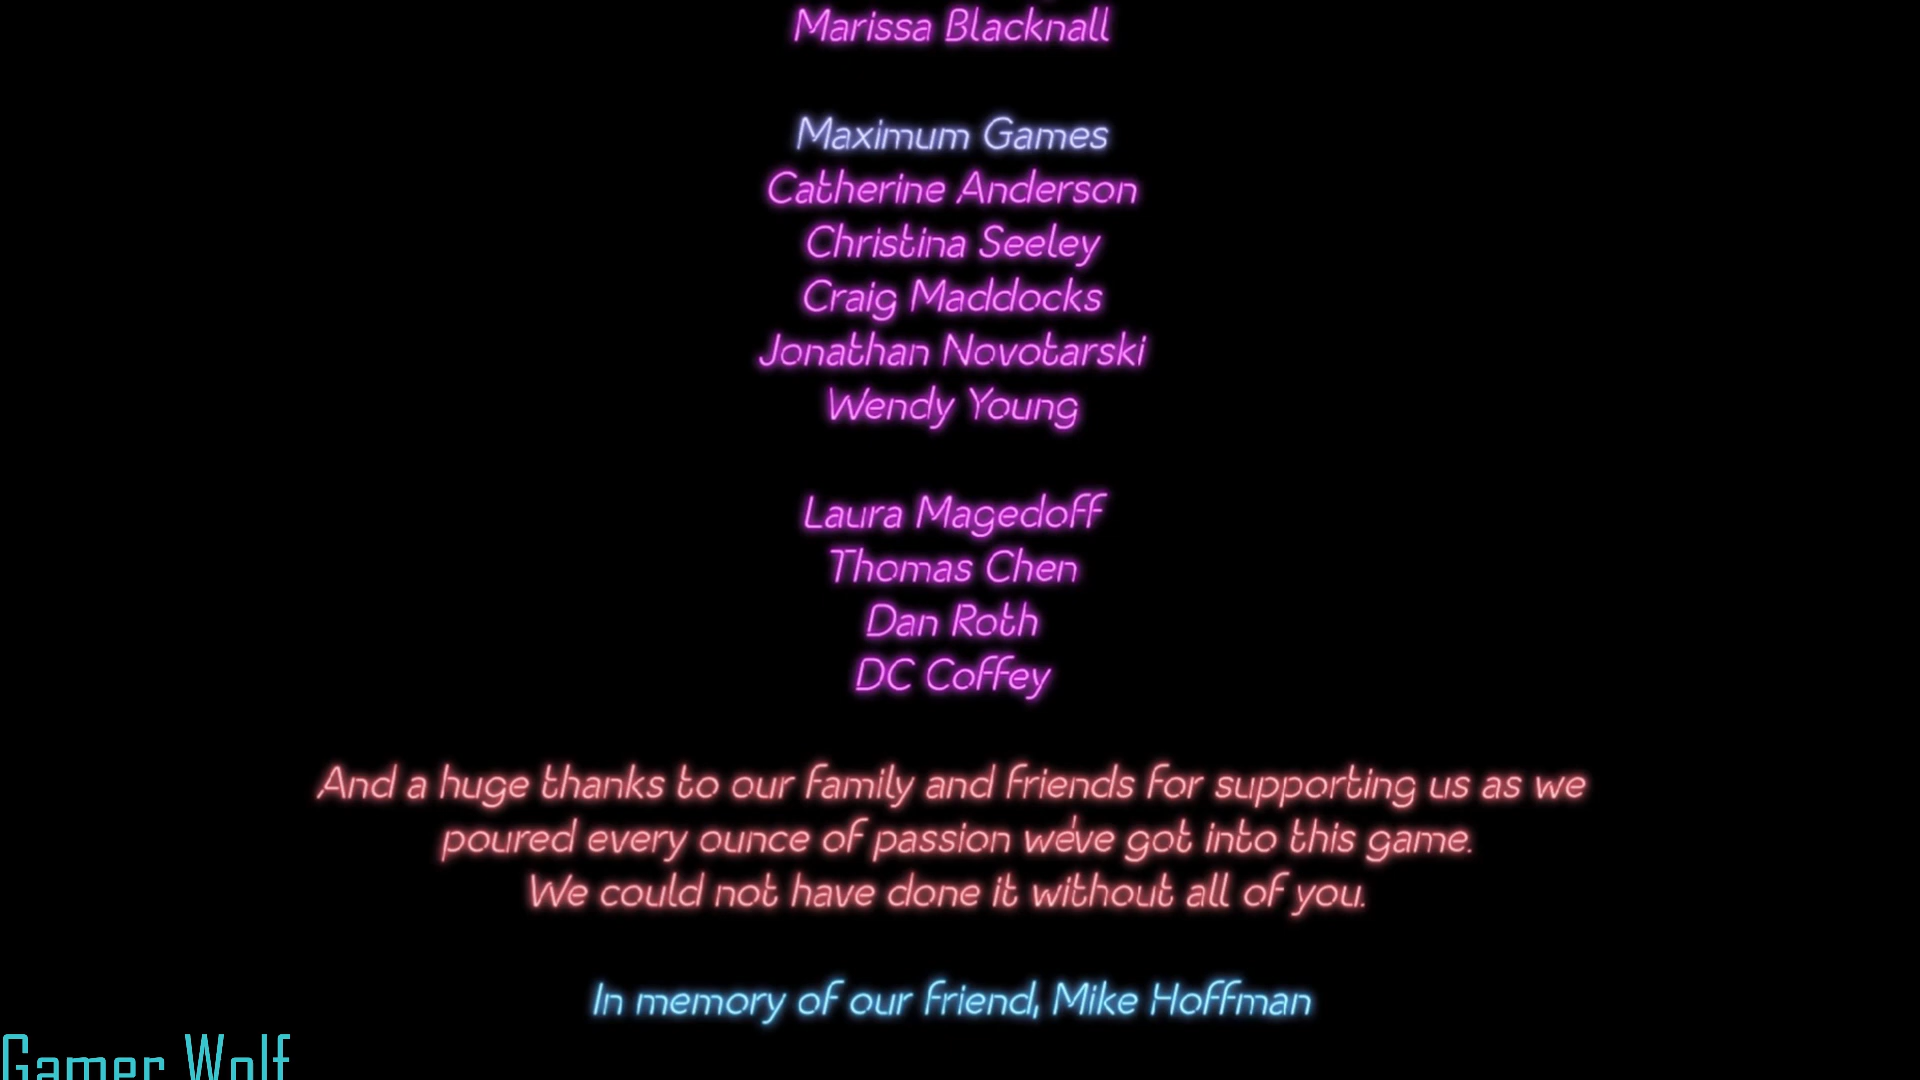 Marissa Blacknall
Maximum Games
Catherine Anderson
Christina Seeley
Craig Maddocks
Jonathan Novotarski
Wendy Young
Laura Magedoff
Thomas Chen
Dan Roth
DC Coffey
And a huge thanks to our family and friends for supporting us as we
poured every ounce of passion we've got into this game.
We could not have done it without all of you.
In memory of our friend, Mike Hoffman
Gamer Wolf